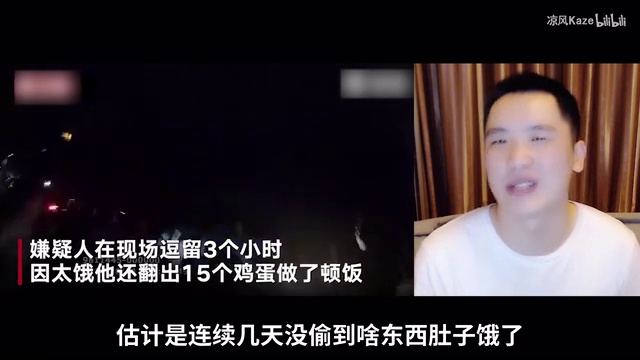 凉风Kaze bilibili
嫌疑人在现场逗留3个小时
因太饿他还翻出15个鸡蛋做了顿饭
估计是连续几天没偷到啥东西肚子饿了